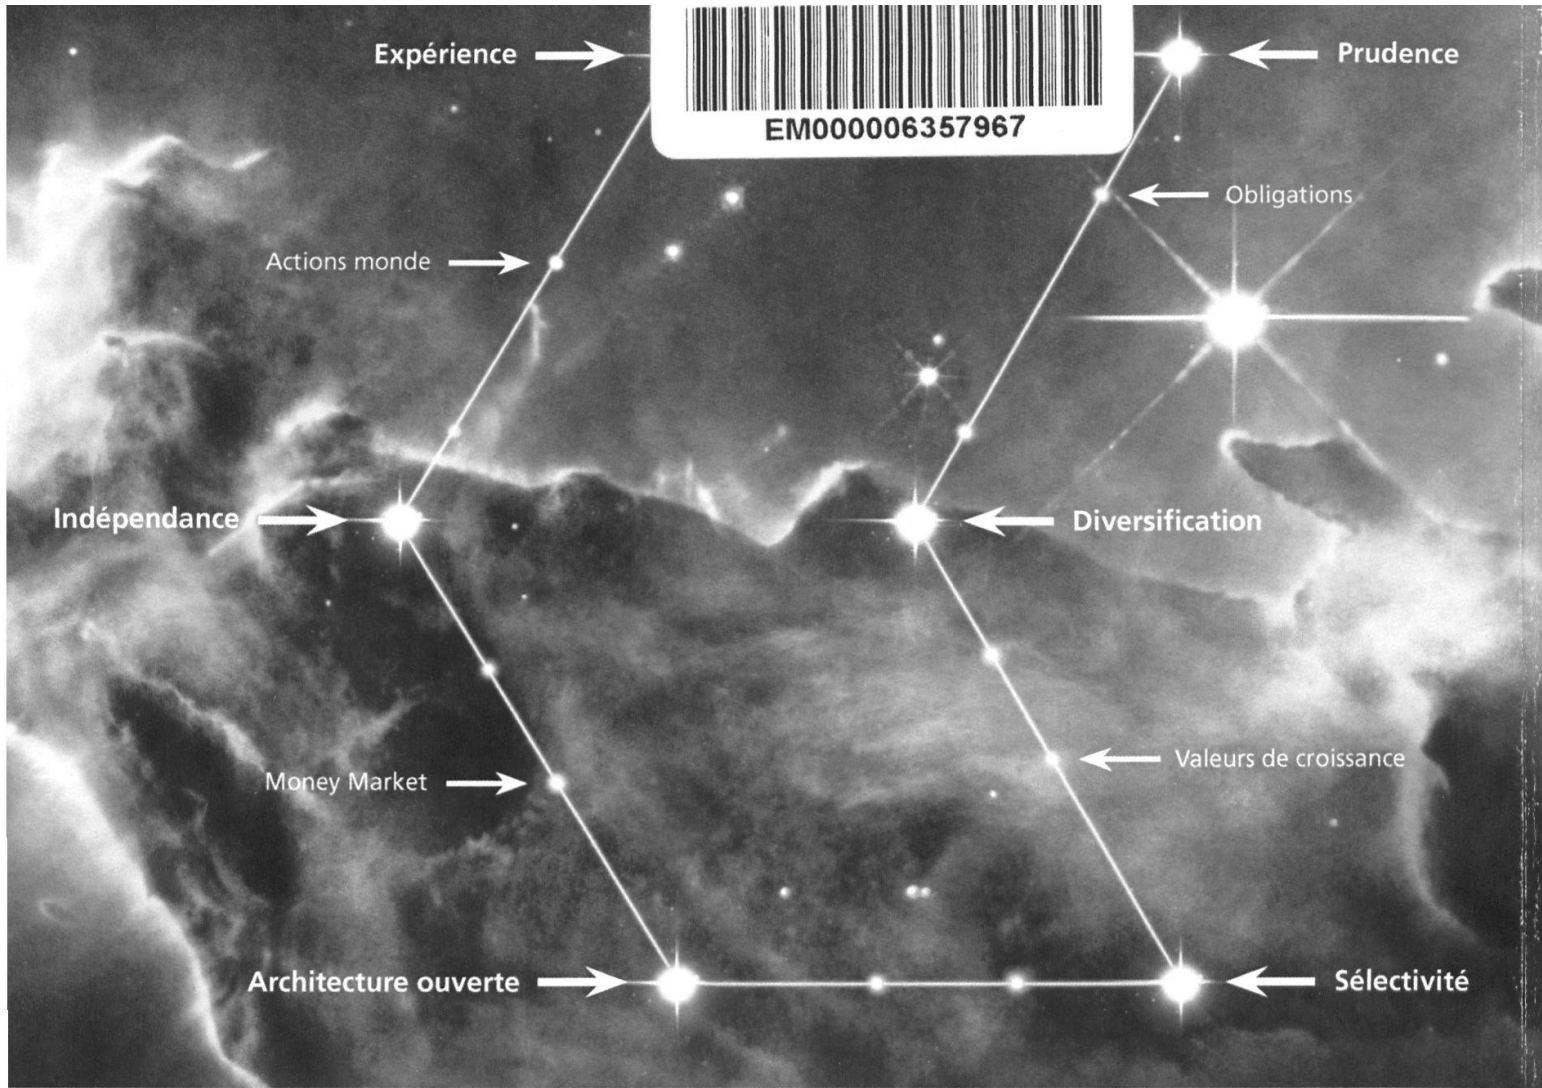 Expérience
Prudence
EM000006357967
Obligations
Actions monde
Indépendance
Diversification
Money Market
Valeurs de croissance
Architecture ouverte
Sélectivité